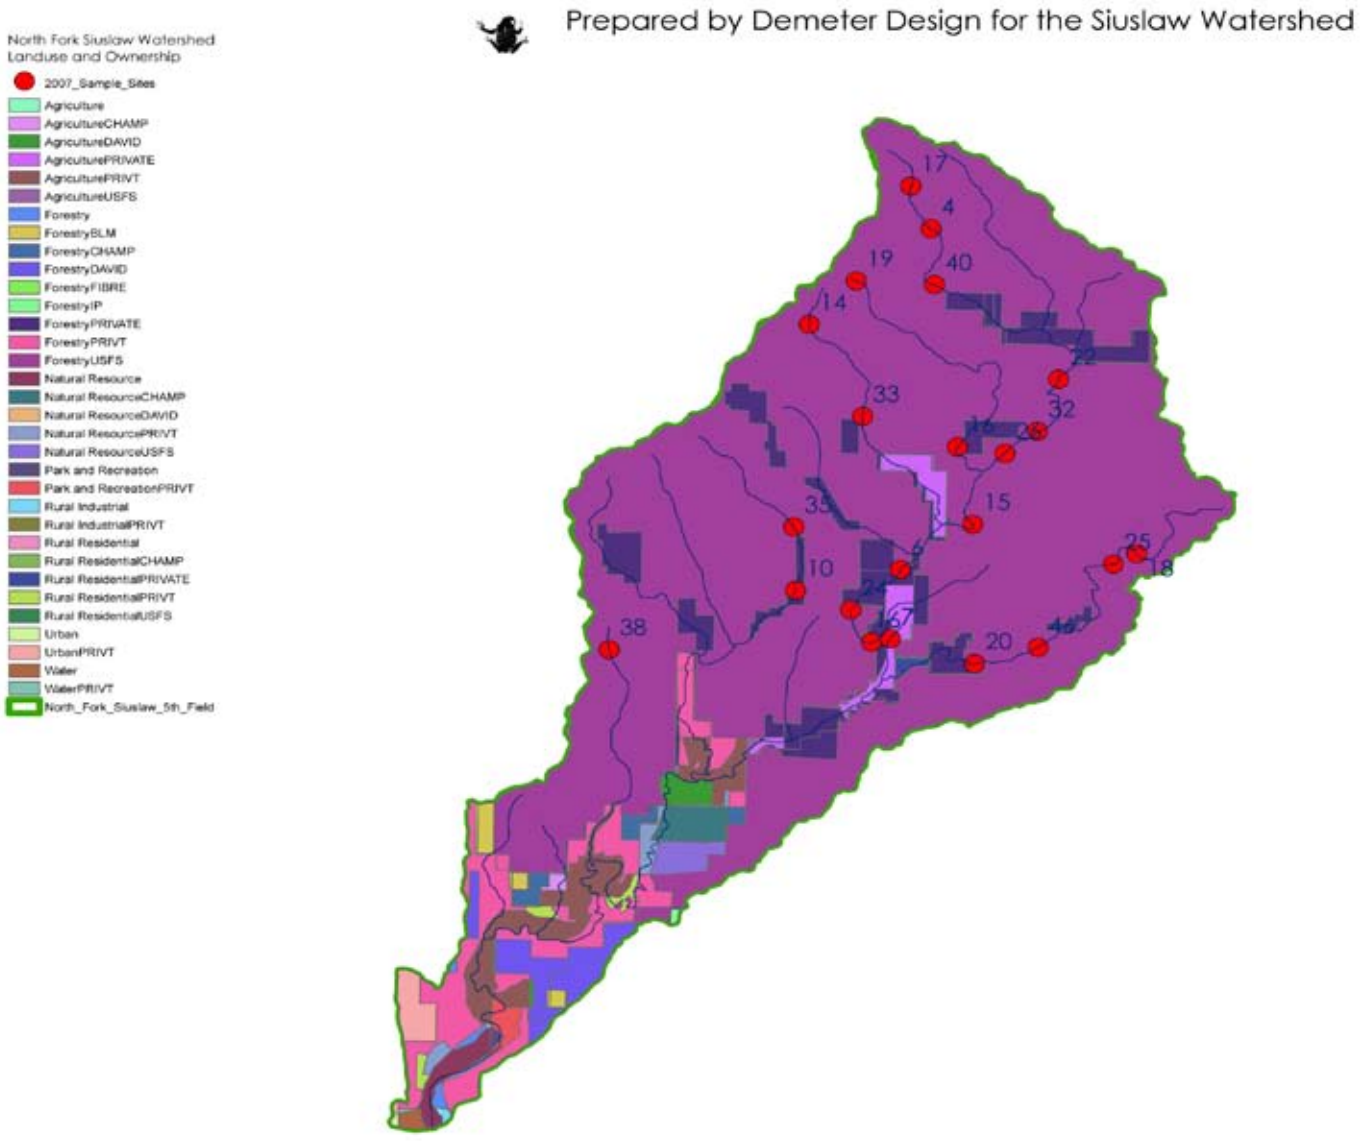 Prepared by Demeter Design for the Siuslaw Watershed
North Fork Siuslaw Watershed
Landuse and Ownership
2007_Sample_Sites
Agriculture
AgricultureCHAMP
AgricultureDAVID
AgriculturePRIVATE
AgriculturePRIVT
AgricultureUSFS
Forestry
ForestryBLM
ForestryCHAMP
ForestryDAVID
ForestryFIBRE
ForestryIP
ForestryPRIVATE
ForestryPRIVT
ForestryUSFS
Natural Resource
Natural ResourceCHAMP
Natural ResourceDAVID
Natural ResourcePRIVT
Natural ResourceUSFS
Park and Recreation
Park and RecreationPRIVT
Rural Industrial
Rural IndustrialPRIVT
Rural Residential
Rural ResidentialCHAMP
Rural ResidentialPRIVATE
Rural ResidentialPRIVT
Rural ResidentialUSFS
Urban
UrbanPRIVT
Water
WaterPRIVT
North_Fork_Siuslaw_5th_Field
17
4
19
40
14
22
33
32
16
35
15
25
18
10
6
24
67
38
20
46